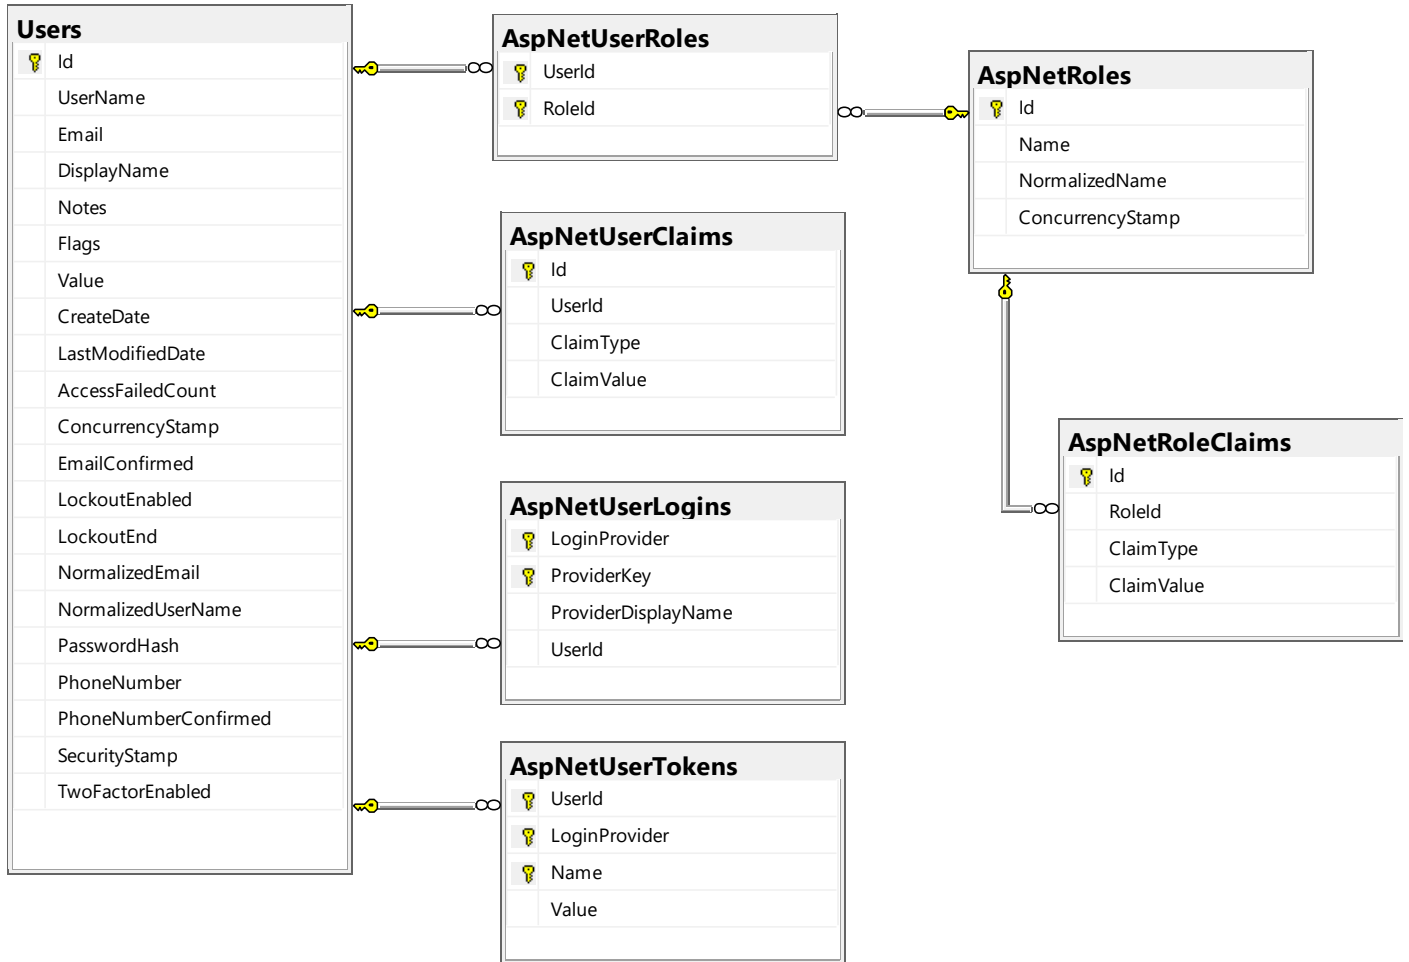 Users
Id
UserName
Email
DisplayName
Notes
Flags
Value
CreateDate
LastModifiedDate
AccessFailedCount
ConcurrencyStamp
EmailConfirmed
LockoutEnabled
LockoutEnd
NormalizedEmail
NormalizedUserName
PasswordHash
PhoneNumber
PhoneNumberConfirmed
SecurityStamp
TwoFactorEnabled
AspNetUserRoles
UserId
RoleId
AspNetUserClaims
Id
UserId
ClaimType
ClaimValue
AspNetUserLogins
LoginProvider
ProviderKey
ProviderDisplayName
UserId
AspNetUserTokens
UserId
LoginProvider
Name
Value
AspNetRoles
Id
Name
NormalizedName
ConcurrencyStamp
AspNetRoleClaims
Id
RoleId
ClaimType
ClaimValue